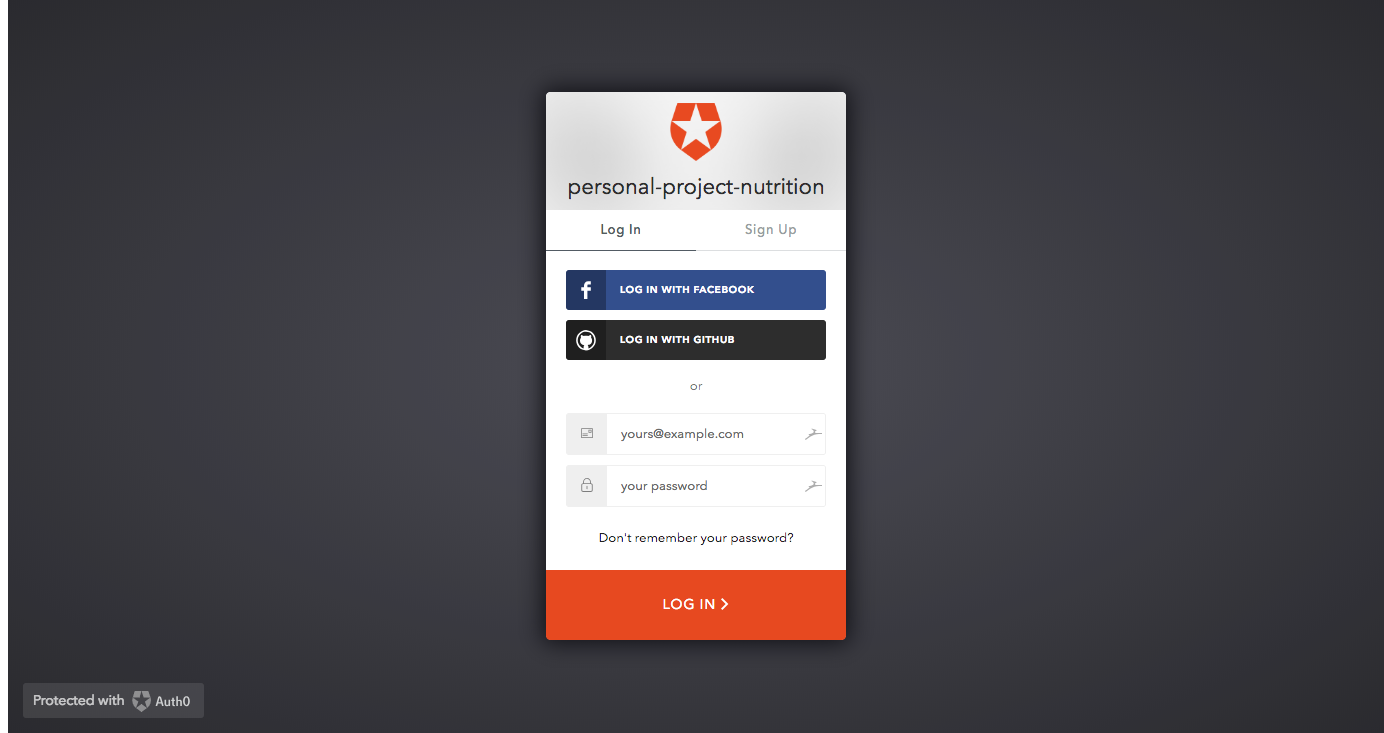 personal-project-nutrition
Log In
Sign Up
LOG IN WITH FACEBOOK
LOG IN WITH GITHUB
or
yours@example.com
your password
Don't remember your password?
LOG IN
Protected with Auth0